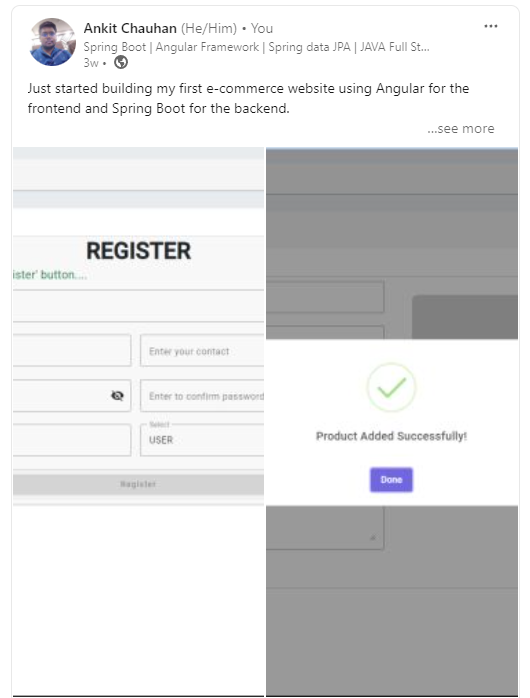 Ankit Chauhan (He/Him) • You
Spring Boot | Angular Framework | Spring data JPA | JAVA Full St...
3w •
Just started building my first e-commerce website using Angular for the
frontend and Spring Boot for the backend.
...see more
REGISTER
ister' button....
Enter your contact
Enter to confirm password
Select
USER
Register
Product Added Successfully!
Done